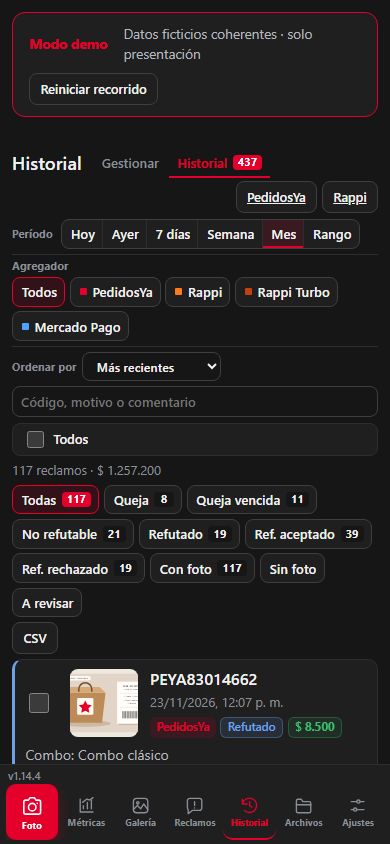 Modo demo Datos ficticios coherentes · solo
presentación
Reiniciar recorrido
Historial Gestionar Historial 437
PedidosYa Rappi
Período Hoy Ayer 7 días Semana Mes Rango
Agregador
Todos PedidosYa Rappi Rappi Turbo
Mercado Pago
Ordenar por Más recientes
Código, motivo o comentario
Todos
117 reclamos · $ 1.257.200
Todas 117 Queja 8 Queja vencida 11
No refutable 21 Refutado 19 Ref. aceptado 39
Ref. rechazado 19 Con foto 117 Sin foto
A revisar
CSV
PEYA83014662
23/11/2026, 12:07 p. m.
PedidosYa Refutado $ 8.500
Combo: Combo clásico
v1.14.4
Foto Métricas Galería Reclamos Historial Archivos Ajustes